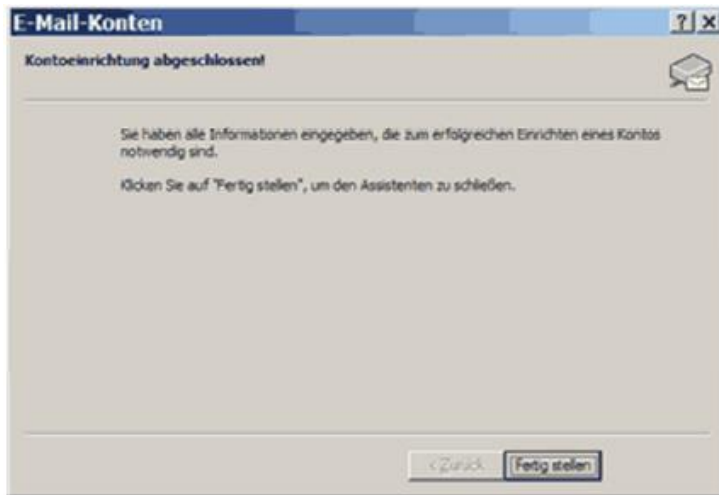 E-Mail-Konten
Kontoeinrichtung abgeschlossen!
Sie haben alle Informationen eingegeben, die zum erfolgreichen Einrichten eines Kontos
notwendig sind.
Klicken Sie auf "Fertig stellen", um den Assistenten zu schließen.
< Zurück Fertig stellen